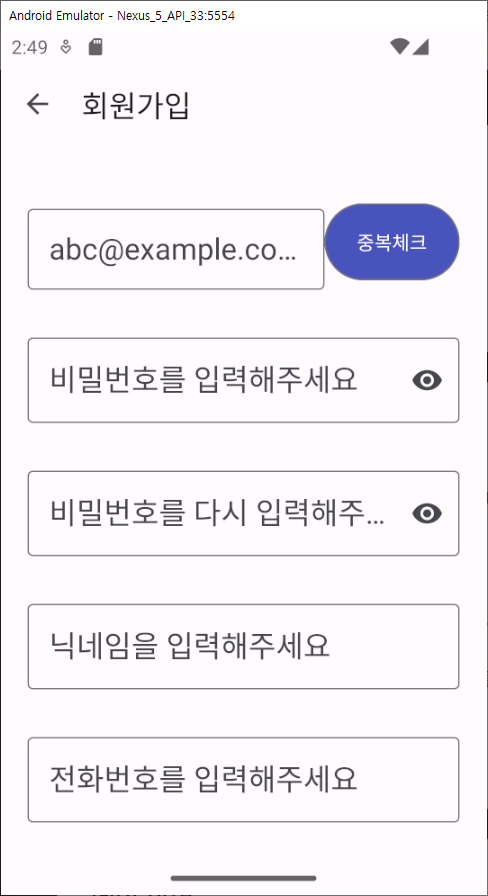 Android Emulator - Nexus_5_API_33:5554
2:49
회원가입
abc@example.co...
중복체크
비밀번호를 입력해주세요
비밀번호를 다시 입력해주...
닉네임을 입력해주세요
전화번호를 입력해주세요